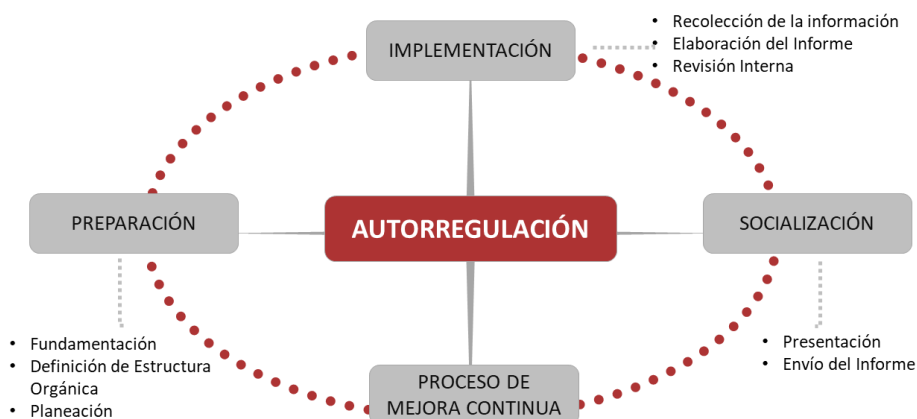 • Recolección de la información
• Elaboración del Informe
• Revisión Interna
IMPLEMENTACIÓN
PREPARACIÓN
AUTORREGULACIÓN
SOCIALIZACIÓN
• Fundamentación
• Definición de Estructura
Orgánica
• Planeación
• Presentación
• Envío del Informe
PROCESO DE
MEJORA CONTINUA